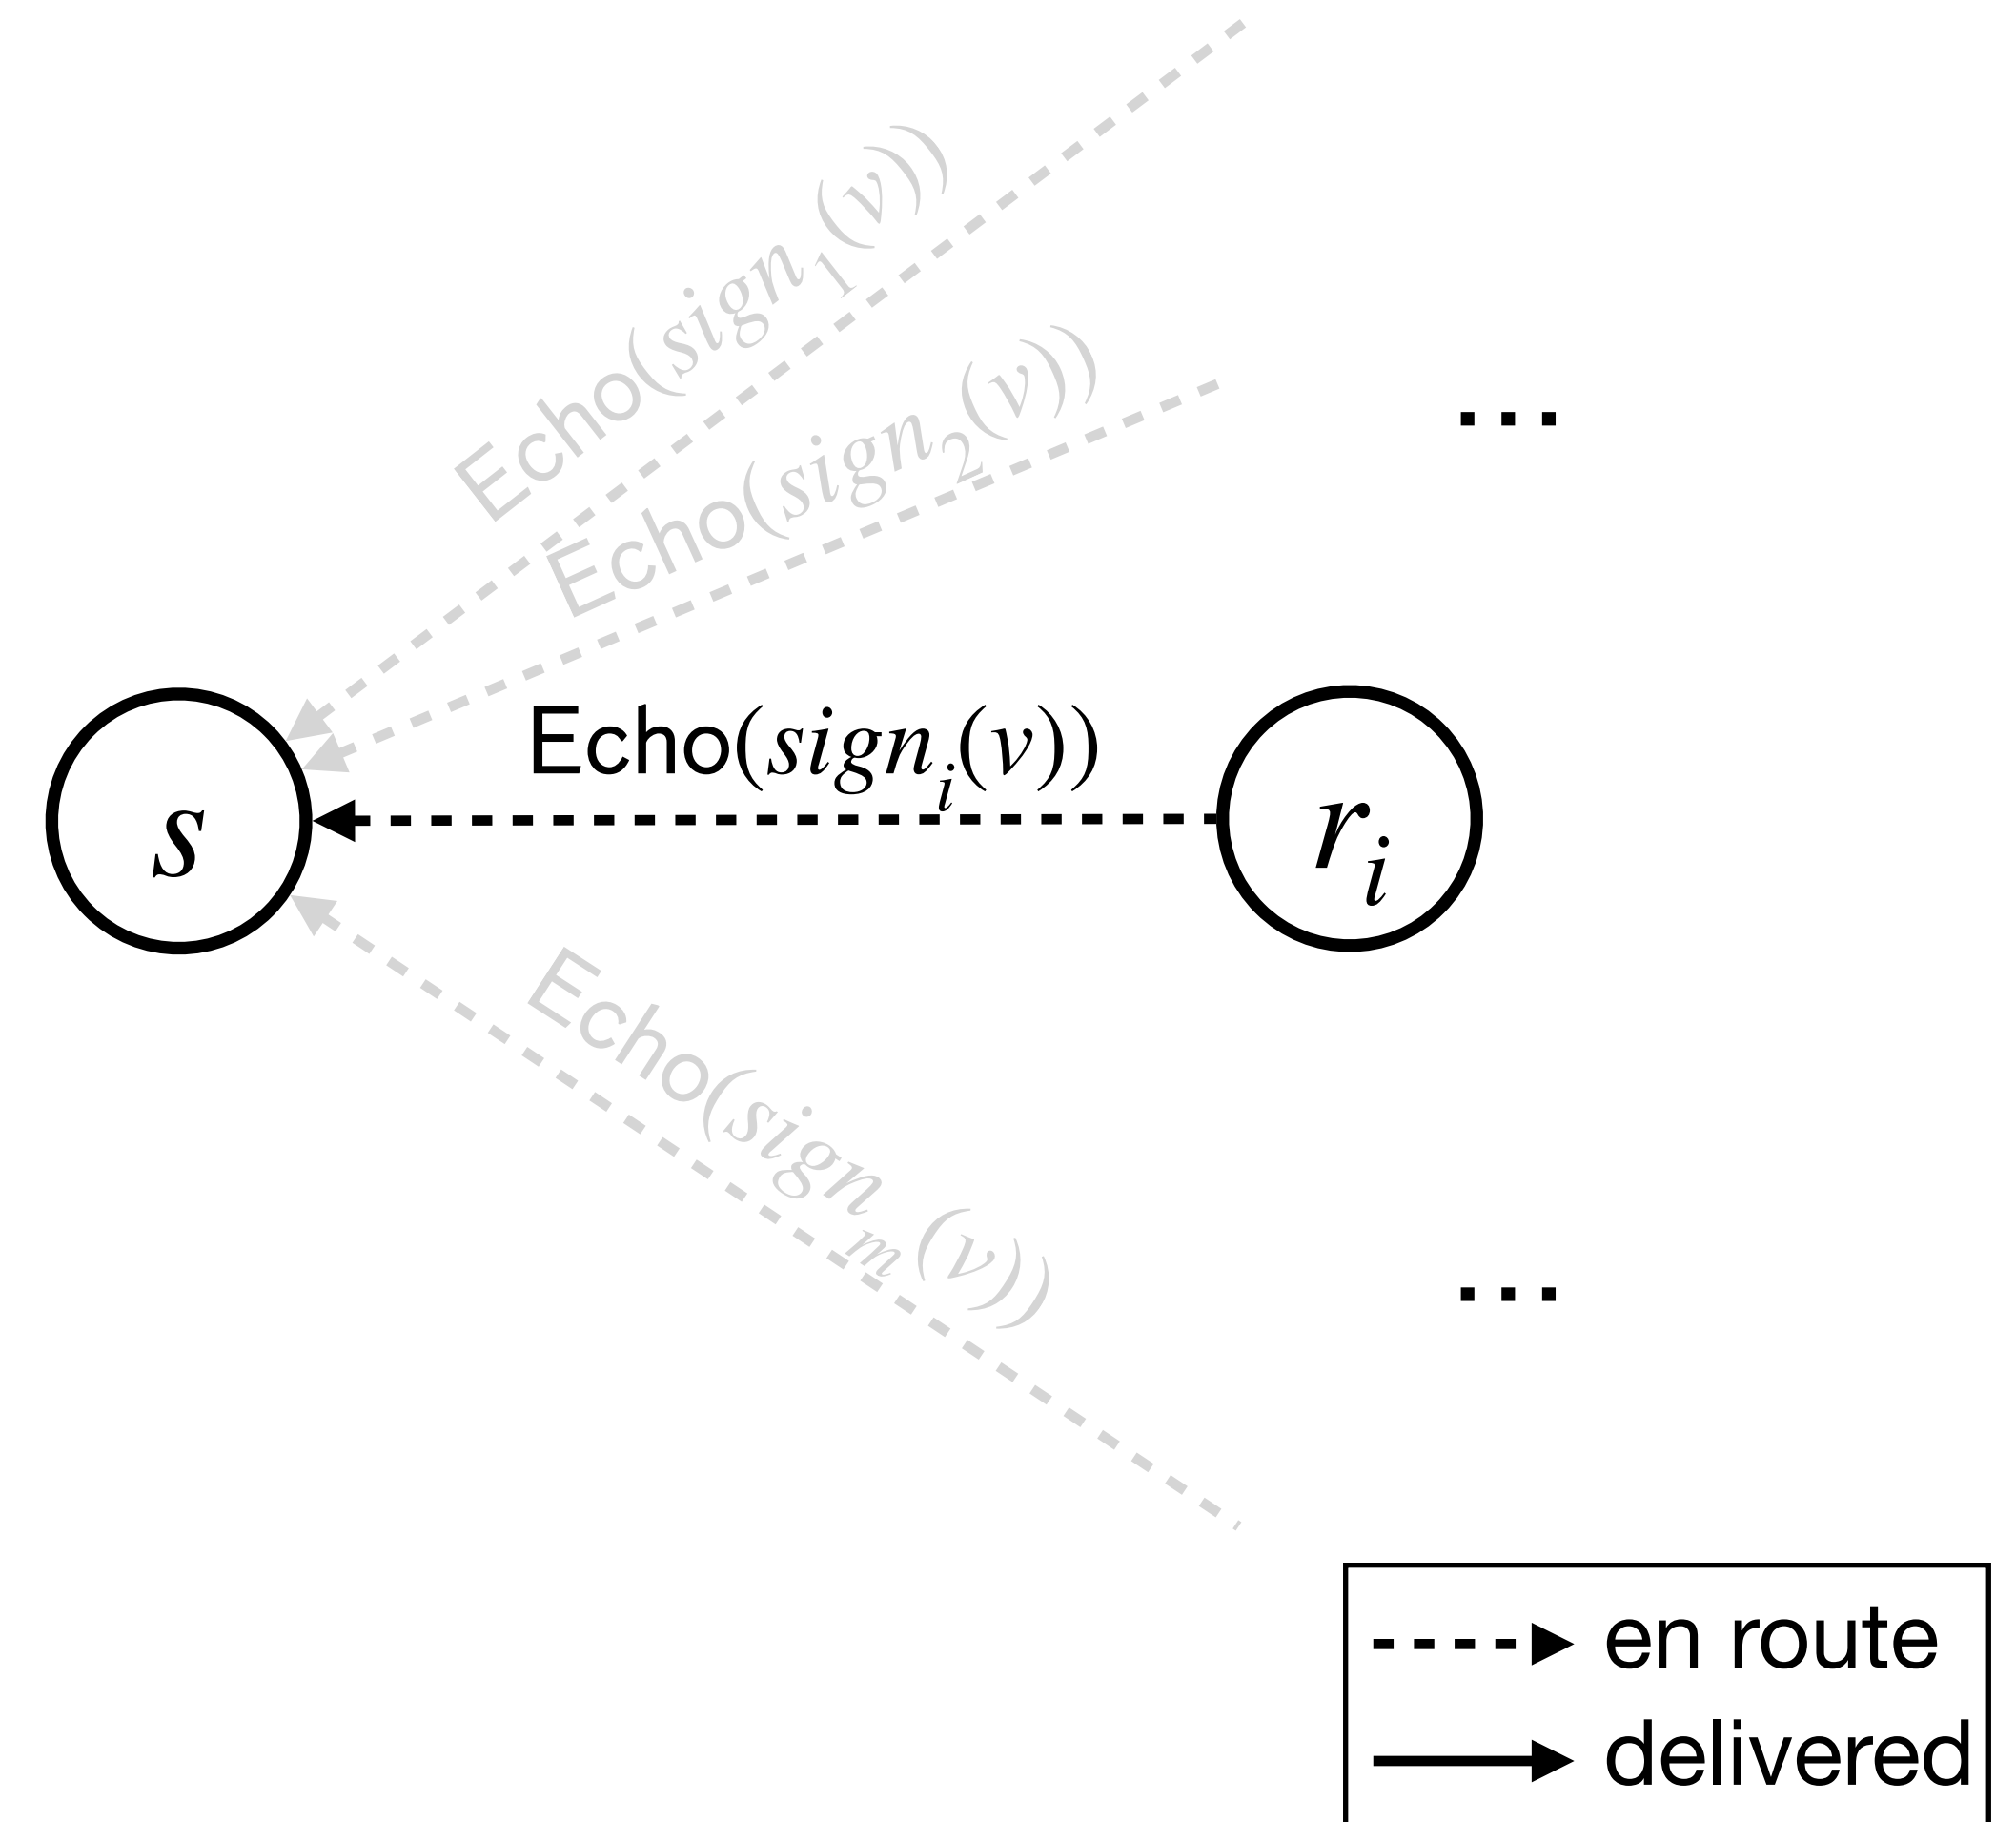 Echo(sign₁(v))
Echo(sign₂(v))
...
Echo(signᵢ(v))
s
rᵢ
Echo(signₘ(v))
...
en route
delivered